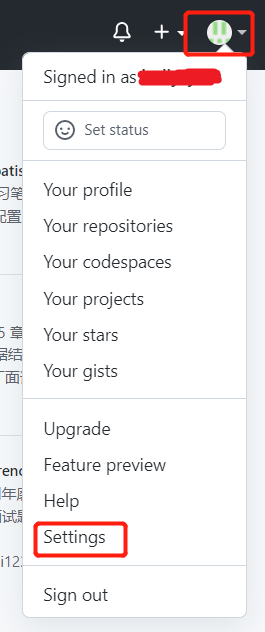 Signed in as
Set status
Your profile
Your repositories
Your codespaces
Your projects
Your stars
Your gists
Upgrade
Feature preview
Help
Settings
Sign out